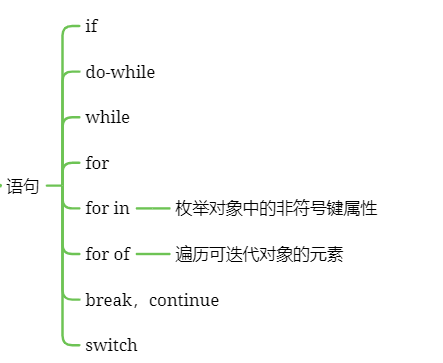 语句
if
do-while
while
for
for in 枚举对象中的非符号键属性
for of 遍历可迭代对象的元素
break，continue
switch